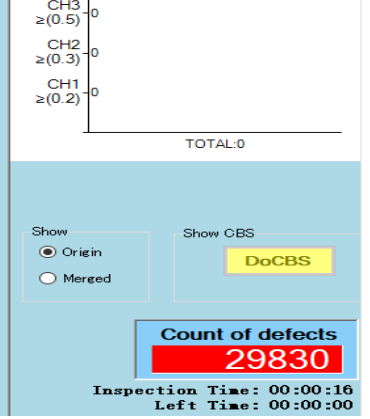 CH3
≥(0.5) 0
CH2
≥(0.3) 0
CH1
≥(0.2) 0
TOTAL:0
Show
Origin
Merged
Show CBS
DoCBS
Count of defects
29830
Inspection Time: 00:00:16
Left Time: 00:00:00